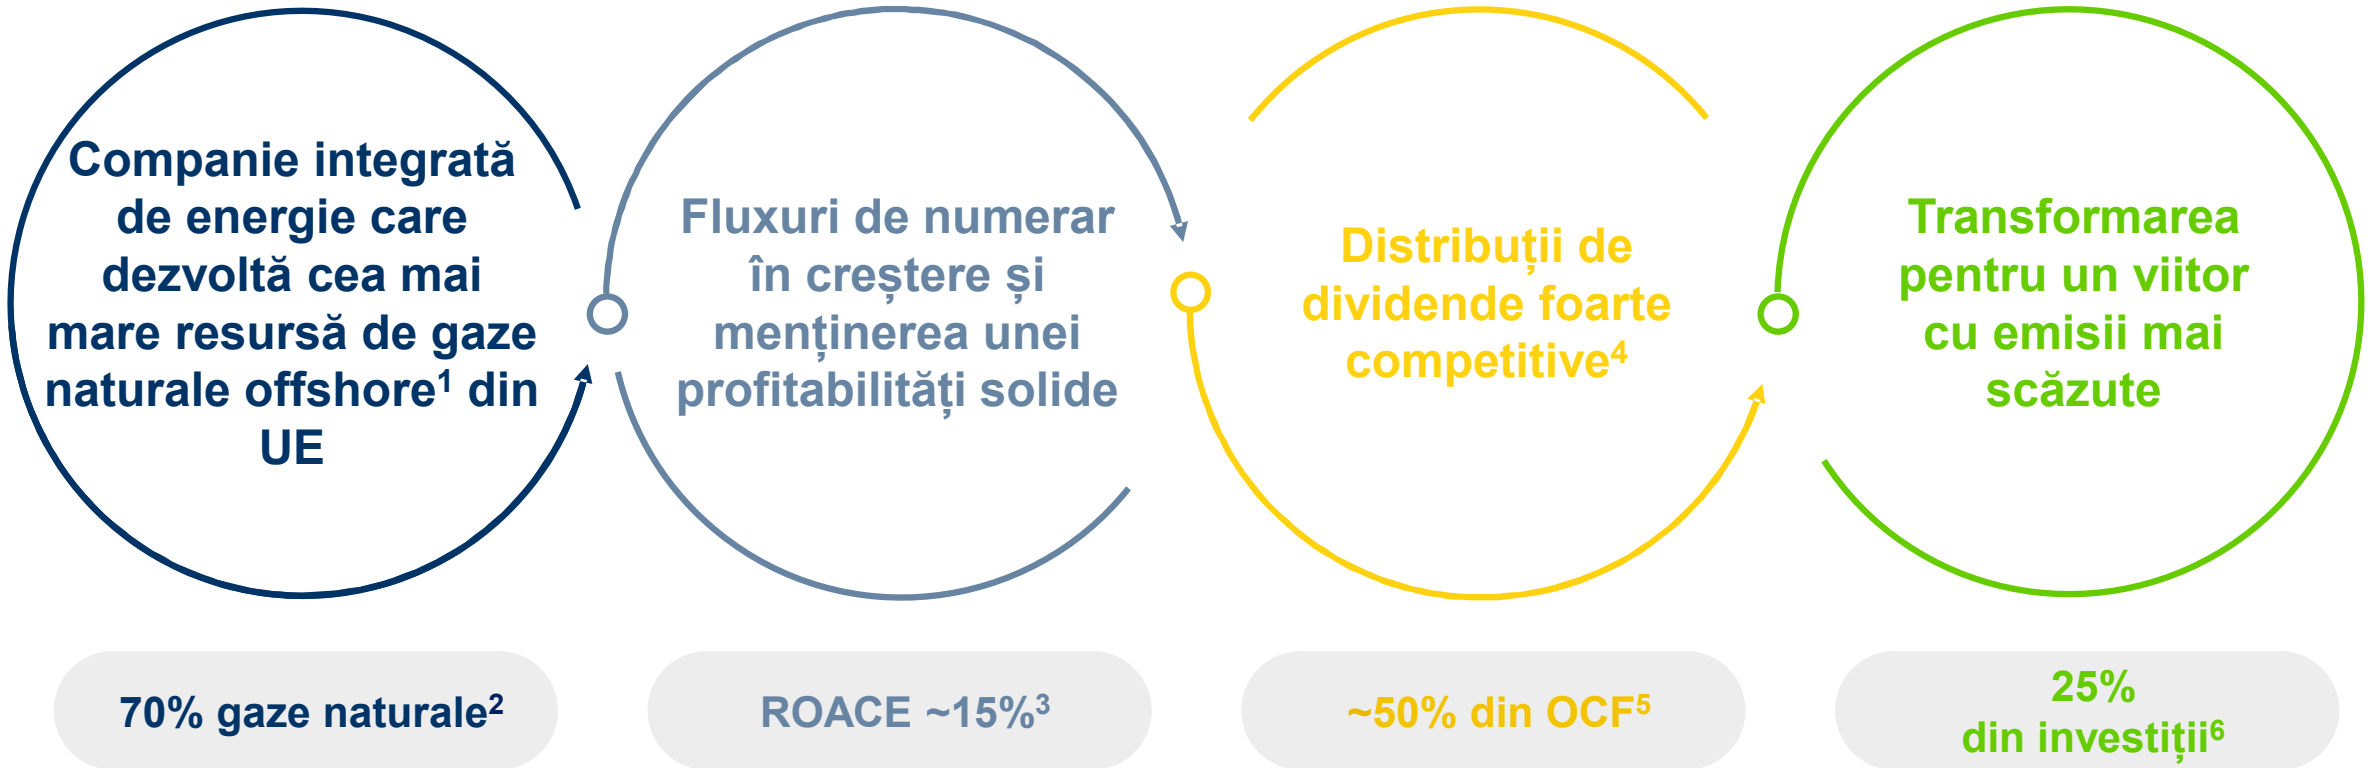 Companie integrată
de energie care
dezvoltă cea mai
mare resursă de gaze
naturale offshore¹ din
UE
Fluxuri de numerar
în creștere și
menținerea unei
profitabilități solide
Distribuții de
dividende foarte
competitive⁴
Transformarea
pentru un viitor
cu emisii mai
scăzute
70% gaze naturale²
ROACE ~15%³
~50% din OCF⁵
25%
din investiții⁶